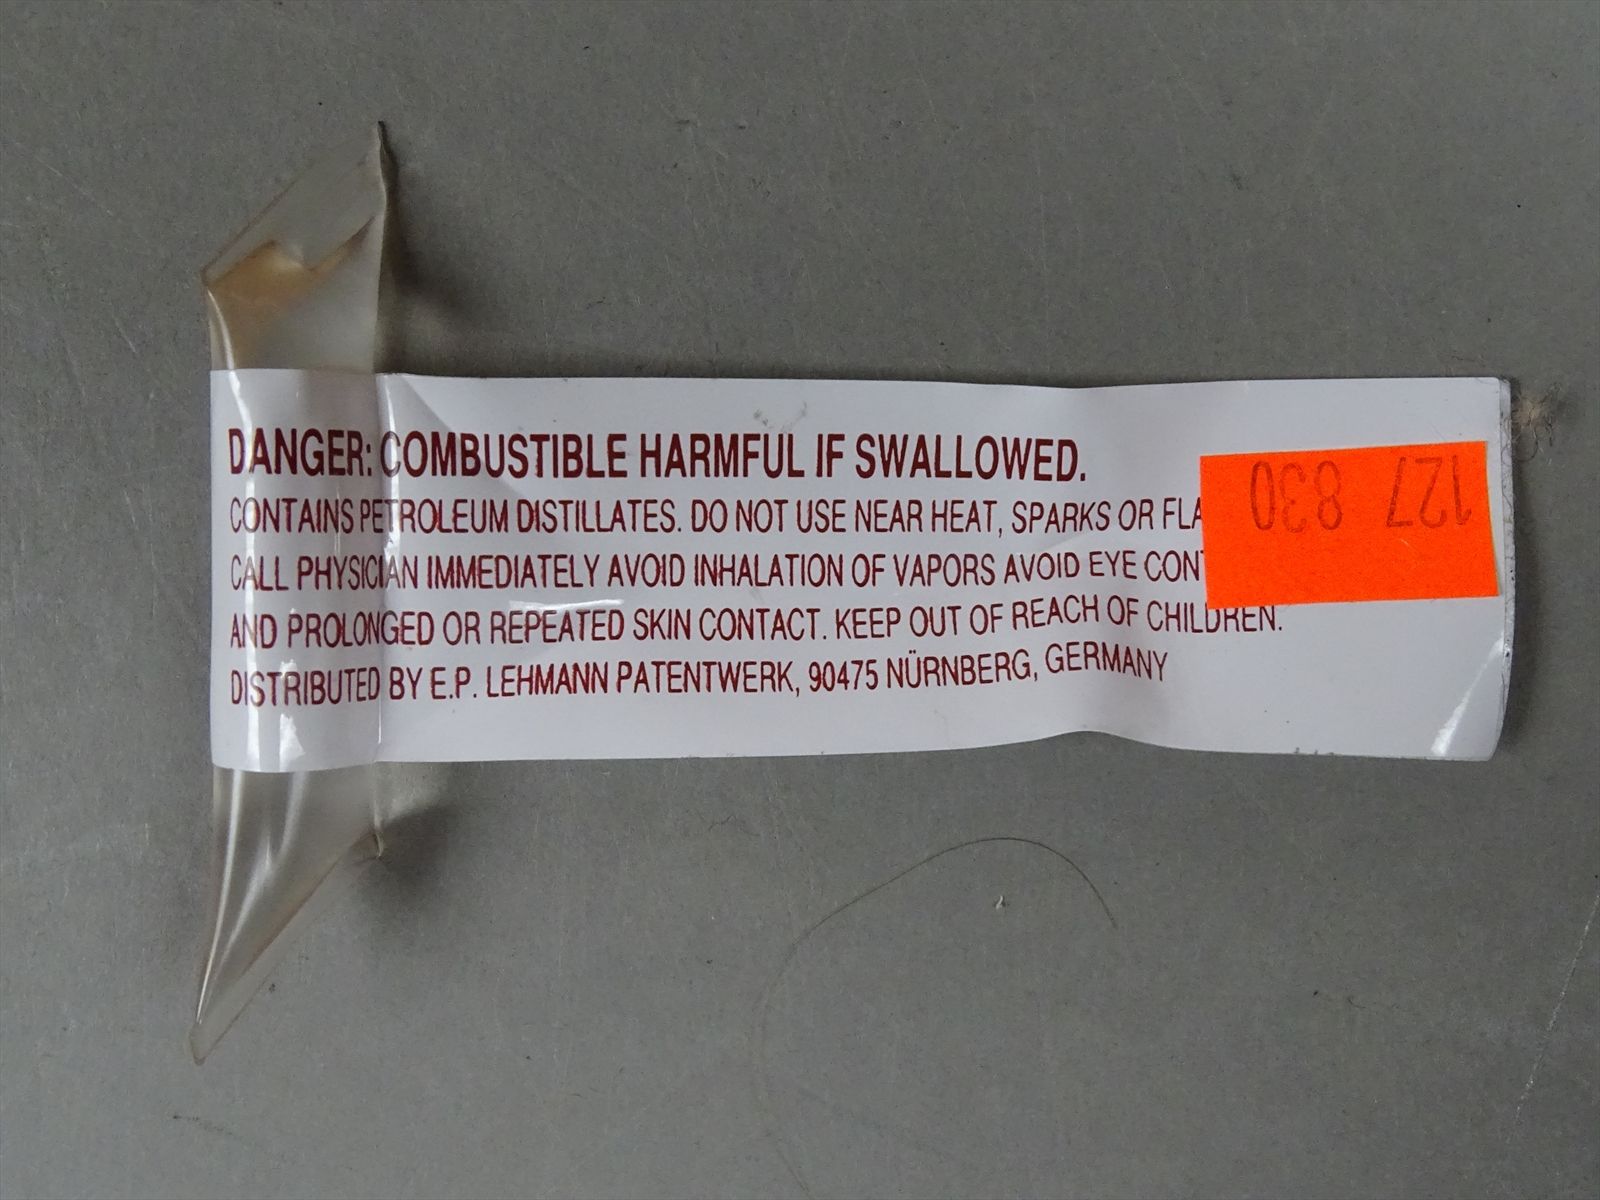 DANGER: COMBUSTIBLE HARMFUL IF SWALLOWED.
CONTAINS PETROLEUM DISTILLATES. DO NOT USE NEAR HEAT, SPARKS OR
CALL PHYSICIAN IMMEDIATELY AVOID INHALATION OF VAPORS AVOID EYE
AND PROLONGED OR REPEATED SKIN CONTACT. KEEP OUT OF REACH OF CHILDREN.
DISTRIBUTED BY E.P. LEHMANN PATENTWERK, 90475 NÜRNBERG, GERMANY
127 830